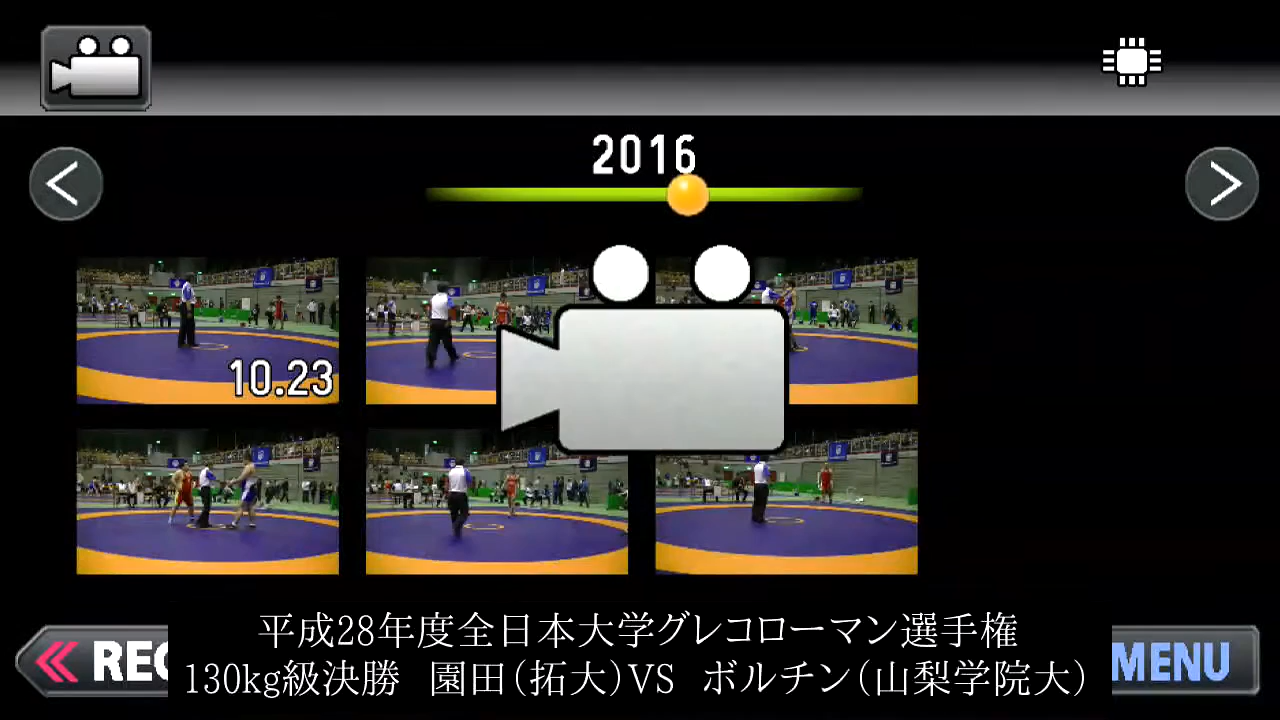 2016
10.23
REC
平成28年度全日本大学グレコローマン選手権
130kg級決勝 園田(拓大)VS ボルチン(山梨学院大)
MENU